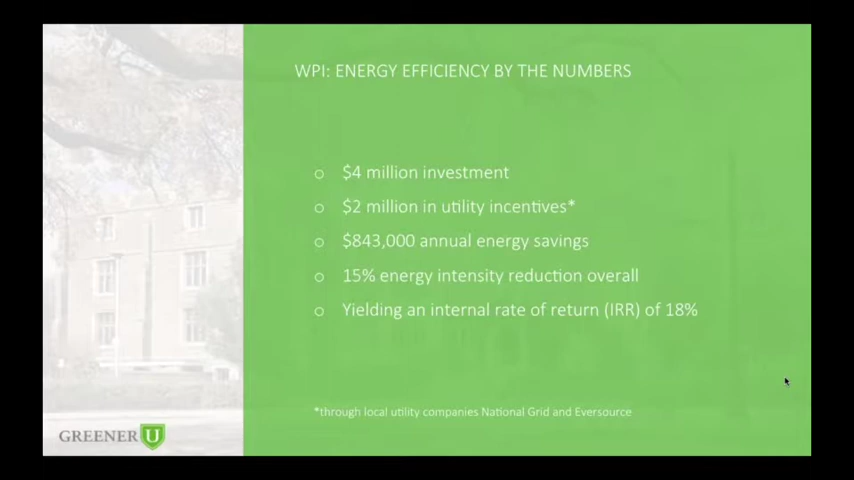 WPI: ENERGY EFFICIENCY BY THE NUMBERS
○ $4 million investment
○ $2 million in utility incentives*
○ $843,000 annual energy savings
○ 15% energy intensity reduction overall
○ Yielding an internal rate of return (IRR) of 18%
*through local utility companies National Grid and Eversource
GREENER U